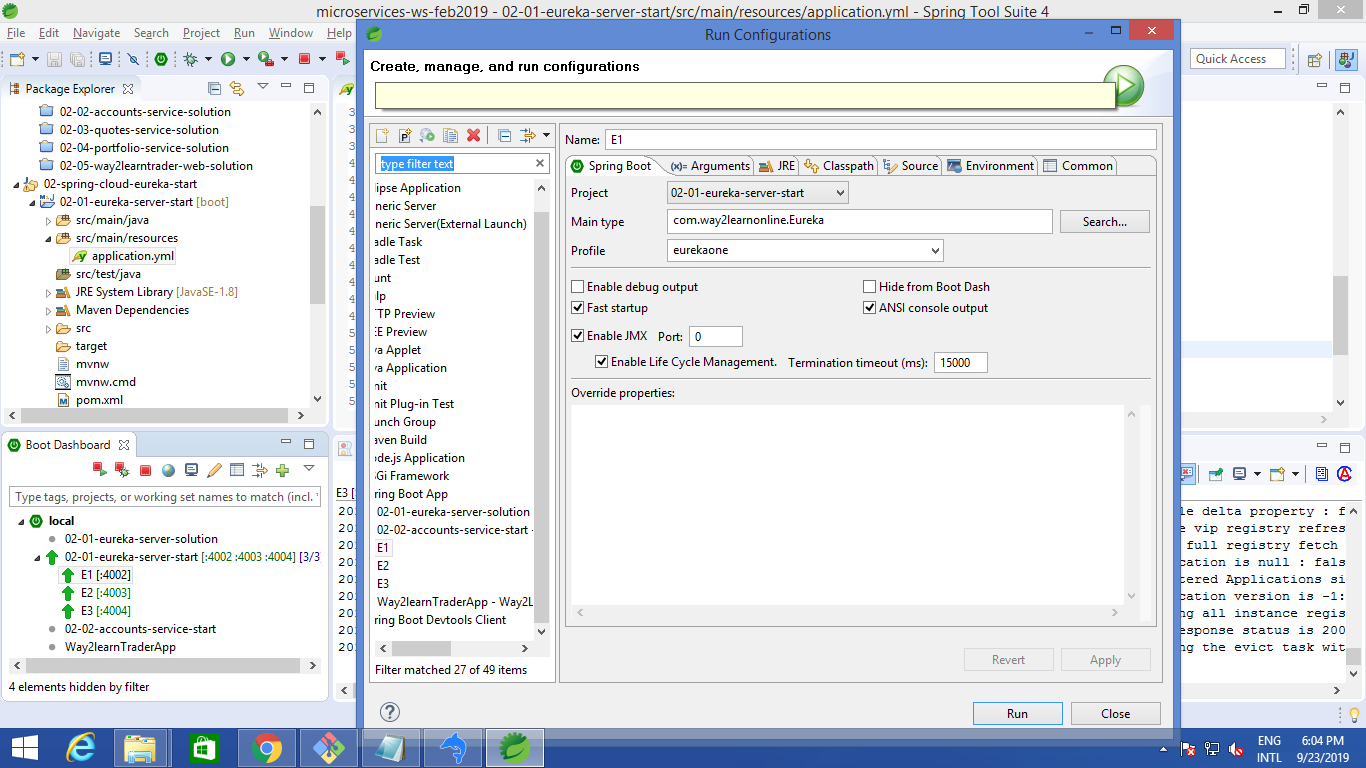 microservices-ws-feb2019 - 02-01-eureka-server-start/src/main/resources/application.yml - Spring Tool Suite 4
File Edit Navigate Search Project Run Window Help
Quick Access
Package Explorer
02-02-accounts-service-solution
02-03-quotes-service-solution
02-04-portfolio-service-solution
02-05-way2learntrader-web-solution
02-spring-cloud-eureka-start
02-01-eureka-server-start [boot]
src/main/java
src/main/resources
application.yml
src/test/java
JRE System Library [JavaSE-1.8]
Maven Dependencies
src
target
mvnw
mvnw.cmd
pom.xml
Boot Dashboard
Type tags, projects, or working set names to match (incl. *
local
02-01-eureka-server-solution
02-01-eureka-server-start [:4002 :4003 :4004] [3/3
E1 [:4002]
E2 [:4003]
E3 [:4004]
02-02-accounts-service-start
Way2learnTraderApp
4 elements hidden by filter
Run Configurations
Create, manage, and run configurations
type filter text
lipse Application
neric Server
neric Server(External Launch)
adle Task
adle Test
unt
lp
TP Preview
EE Preview
va Applet
va Application
nit
nit Plug-in Test
unch Group
aven Build
de.js Application
Gi Framework
ring Boot App
02-01-eureka-server-solution
02-02-accounts-service-start -
E1
E2
E3
Way2learnTraderApp - Way2L
ring Boot Devtools Client
Filter matched 27 of 49 items
Name: E1
Spring Boot (x)= Arguments JRE Classpath Source Environment Common
Project 02-01-eureka-server-start
Main type com.way2learnonline.Eureka Search...
Profile eurekaone
Enable debug output Hide from Boot Dash
Fast startup ANSI console output
Enable JMX Port: 0
Enable Life Cycle Management. Termination timeout (ms): 15000
Override properties:
Revert Apply
Run Close
E3 [
le delta property : f
e vip registry refres
full registry fetch
cation is null : fals
tered Applications si
cation version is -1:
ng all instance regis
esponse status is 200
ng the evict task wit
ENG 6:04 PM
INTL 9/23/2019